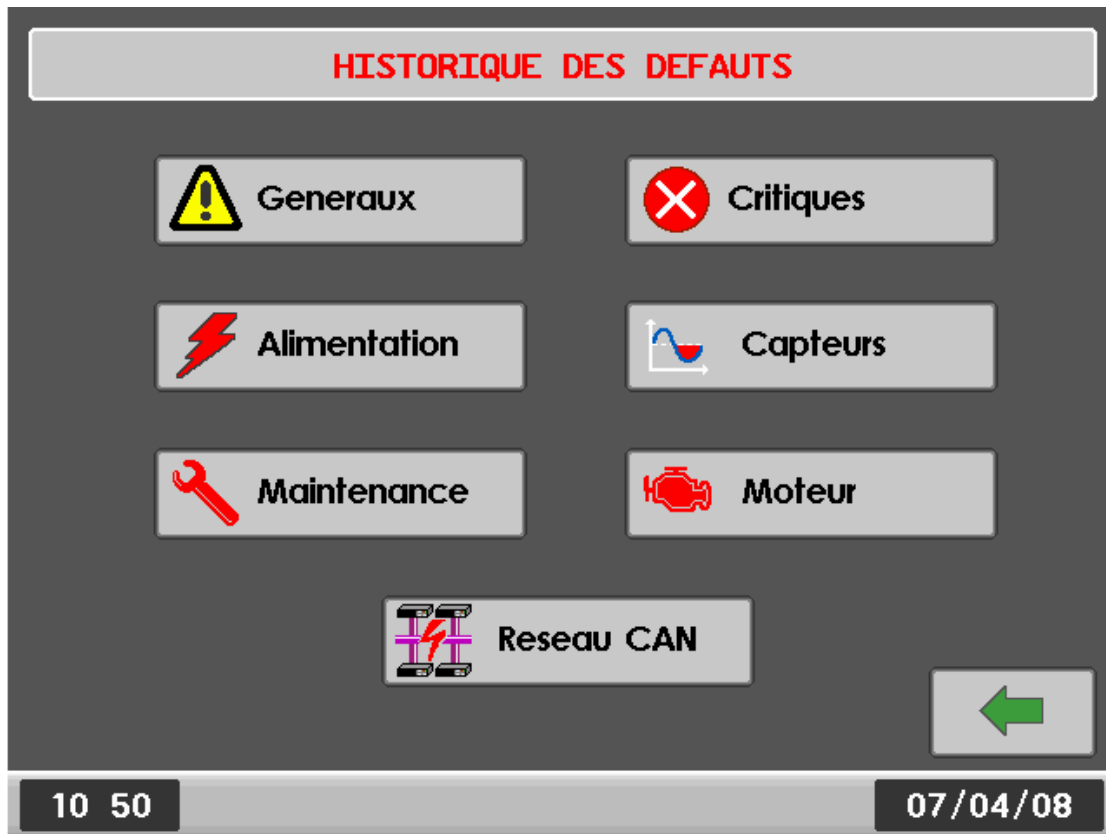 HISTORIQUE DES DEFAUTS
Generaux
Critiques
Alimentation
Capteurs
Maintenance
Moteur
Reseau CAN
10 50
07/04/08